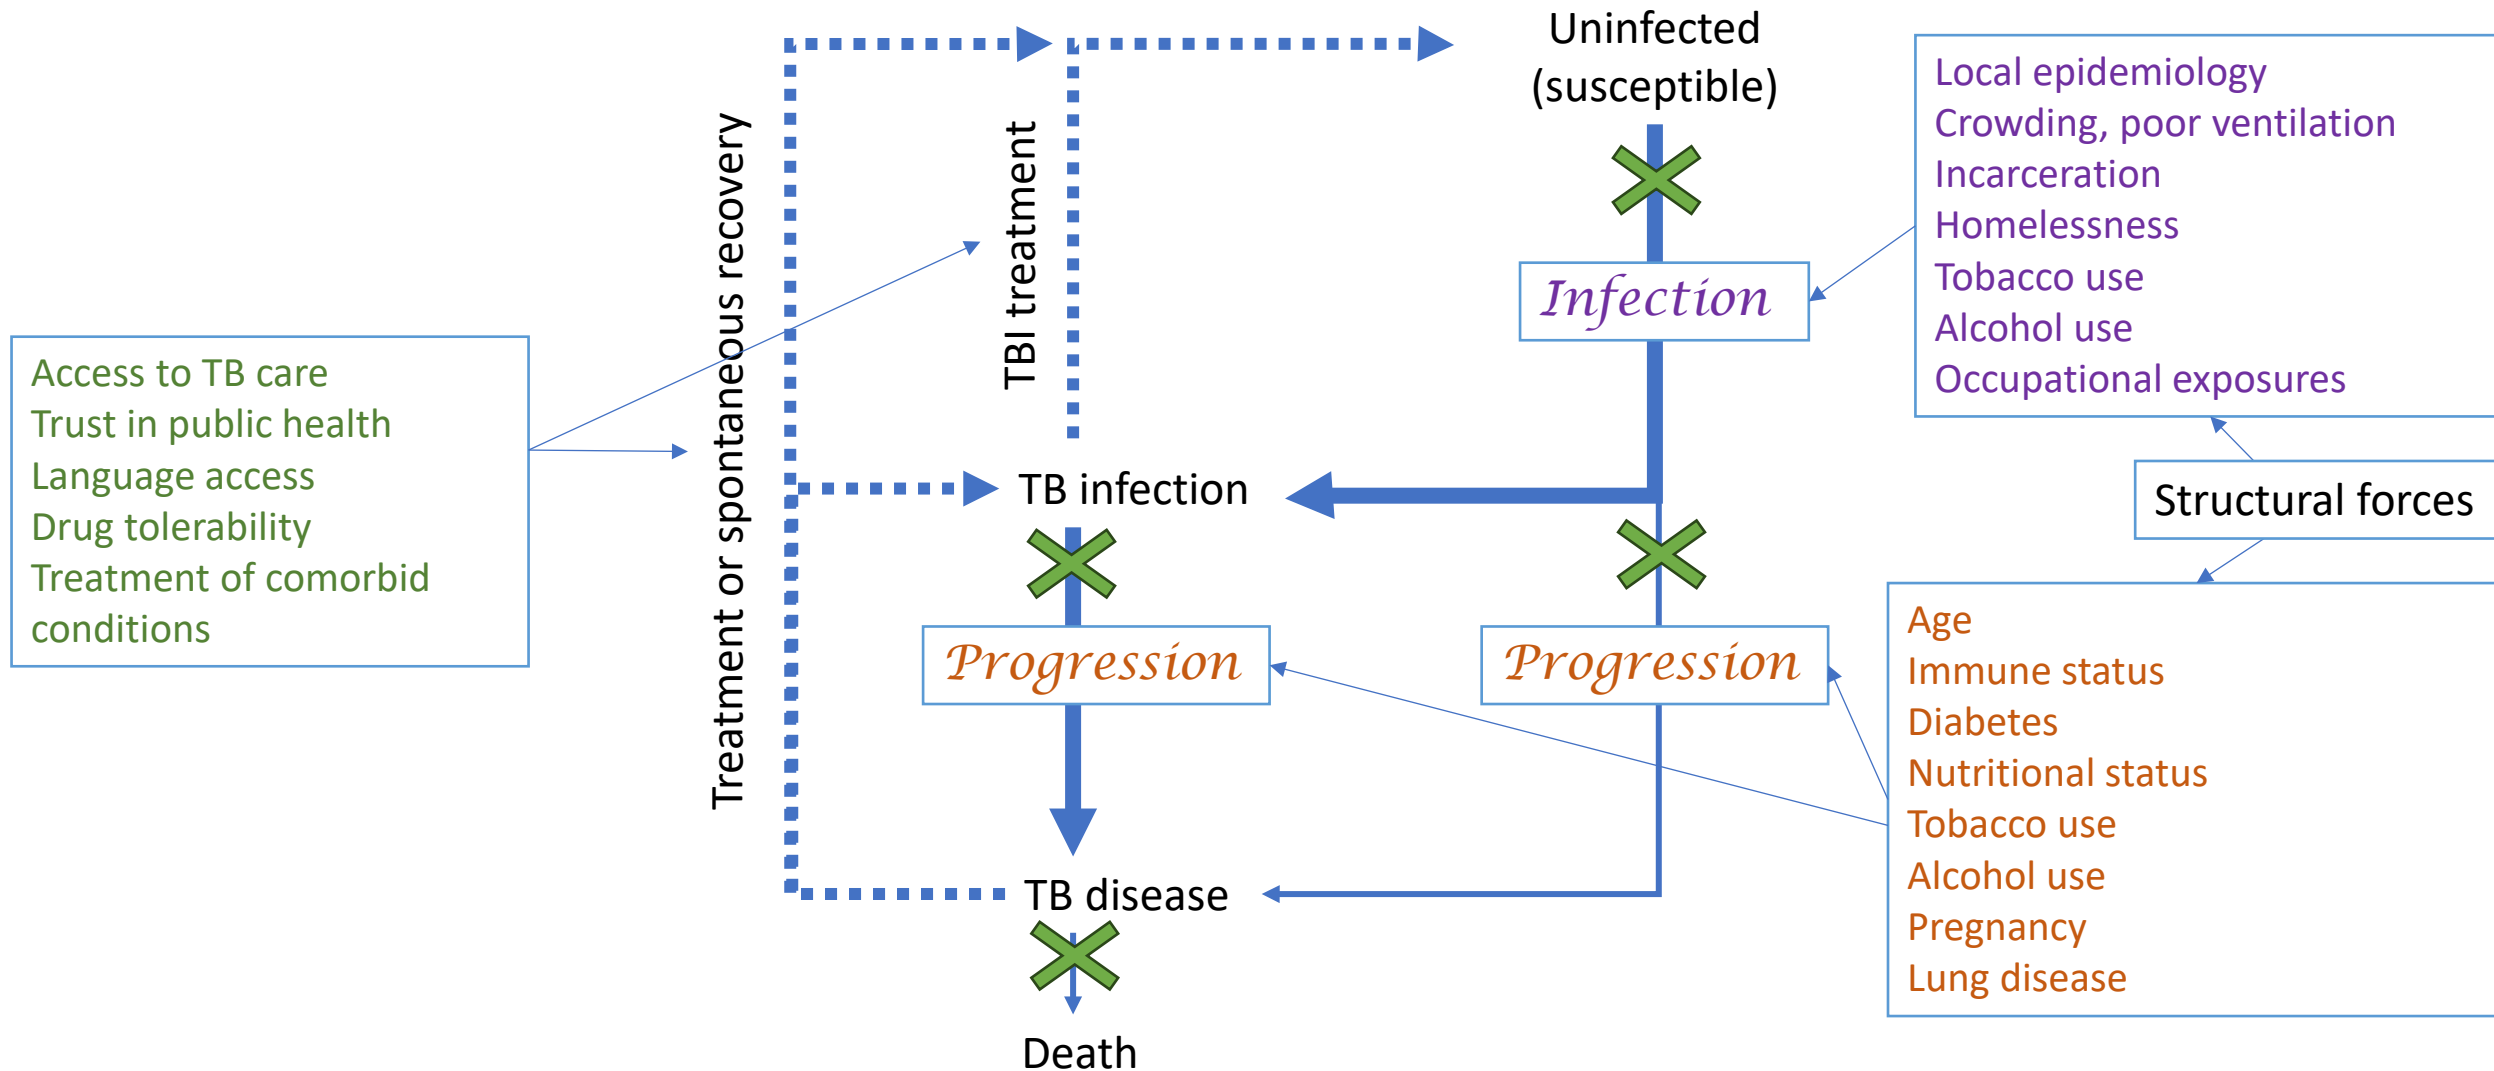 Uninfected
(susceptible)
Local epidemiology
Crowding, poor ventilation
Incarceration
Homelessness
Tobacco use
Alcohol use
Occupational exposures
Infection
Treatment or spontaneous recovery
TBI treatment
Access to TB care
Trust in public health
Language access
Drug tolerability
Treatment of comorbid
conditions
TB infection
Structural forces
Progression
Progression
Age
Immune status
Diabetes
Nutritional status
Tobacco use
Alcohol use
Pregnancy
Lung disease
TB disease
Death